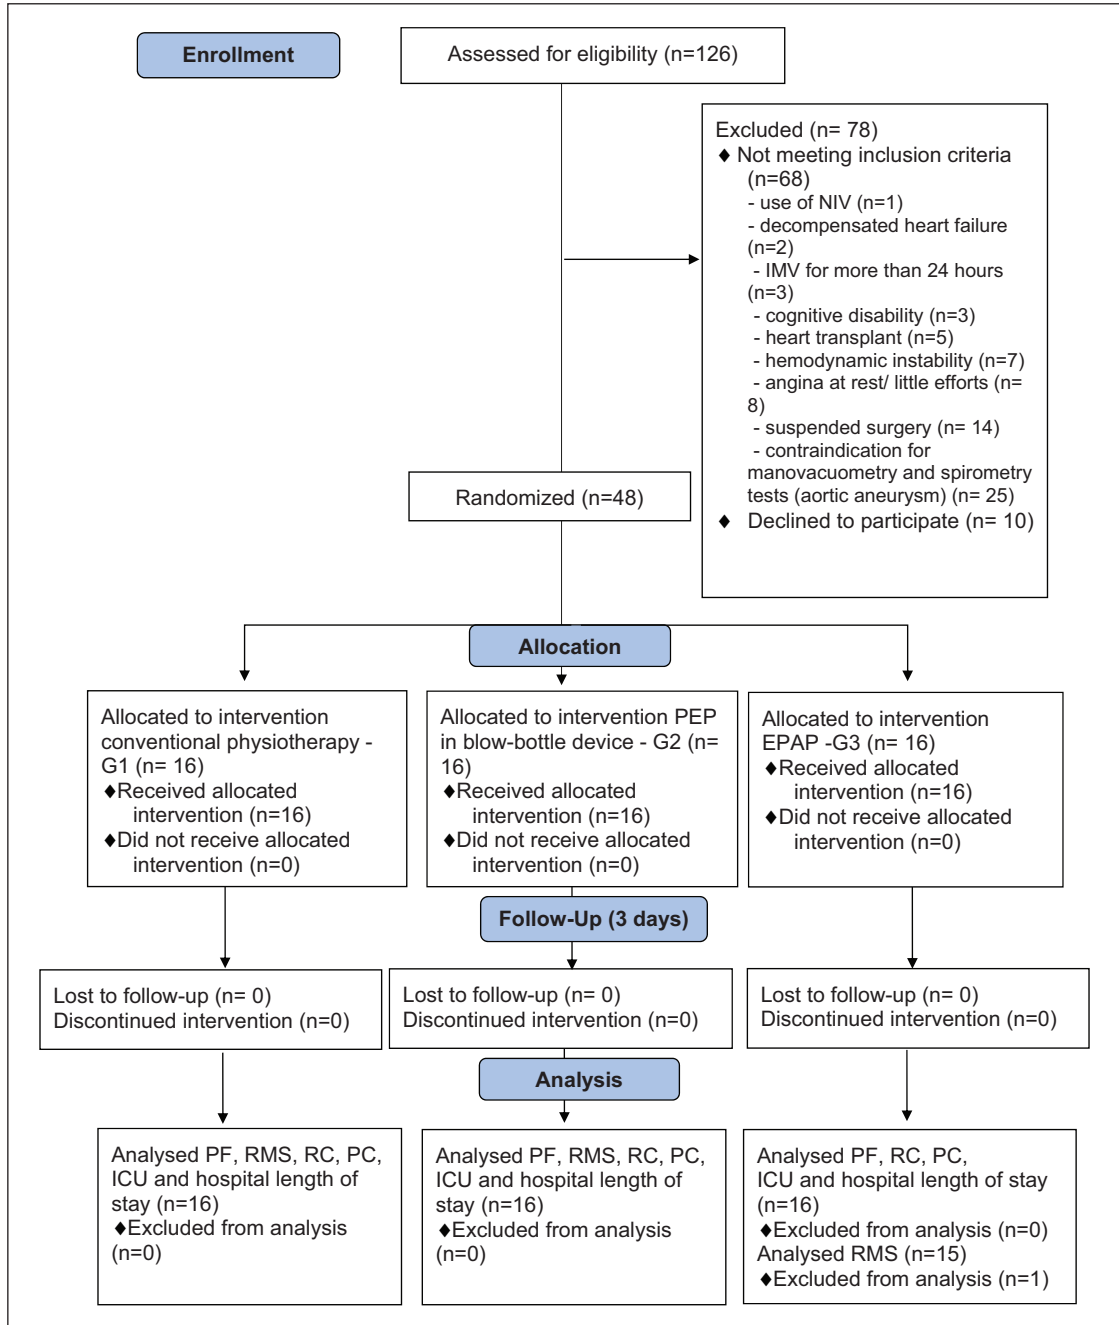 Enrollment
Assessed for eligibility (n=126)
Excluded (n= 78)
♦ Not meeting inclusion criteria
(n=68)
- use of NIV (n=1)
- decompensated heart failure
(n=2)
- IMV for more than 24 hours
(n=3)
- cognitive disability (n=3)
- heart transplant (n=5)
- hemodynamic instability (n=7)
- angina at rest/ little efforts (n=
8)
- suspended surgery (n= 14)
- contraindication for
manovacuometry and spirometry
tests (aortic aneurysm) (n= 25)
♦ Declined to participate (n= 10)
Randomized (n=48)
Allocation
Allocated to intervention
conventional physiotherapy -
G1 (n= 16)
♦Received allocated
intervention (n=16)
♦Did not receive allocated
intervention (n=0)
Allocated to intervention PEP
in blow-bottle device - G2 (n=
16)
♦Received allocated
intervention (n=16)
♦Did not receive allocated
intervention (n=0)
Allocated to intervention
EPAP -G3 (n= 16)
♦Received allocated
intervention (n=16)
♦Did not receive allocated
intervention (n=0)
Follow-Up (3 days)
Lost to follow-up (n= 0)
Discontinued intervention (n=0)
Lost to follow-up (n= 0)
Discontinued intervention (n=0)
Lost to follow-up (n= 0)
Discontinued intervention (n=0)
Analysis
Analysed PF, RMS, RC, PC,
ICU and hospital length of
stay (n=16)
♦Excluded from analysis
(n=0)
Analysed PF, RMS, RC, PC,
ICU and hospital length of
stay (n=16)
♦Excluded from analysis
(n=0)
Analysed PF, RC, PC,
ICU and hospital length of stay
(n=16)
♦Excluded from analysis (n=0)
Analysed RMS (n=15)
♦Excluded from analysis (n=1)